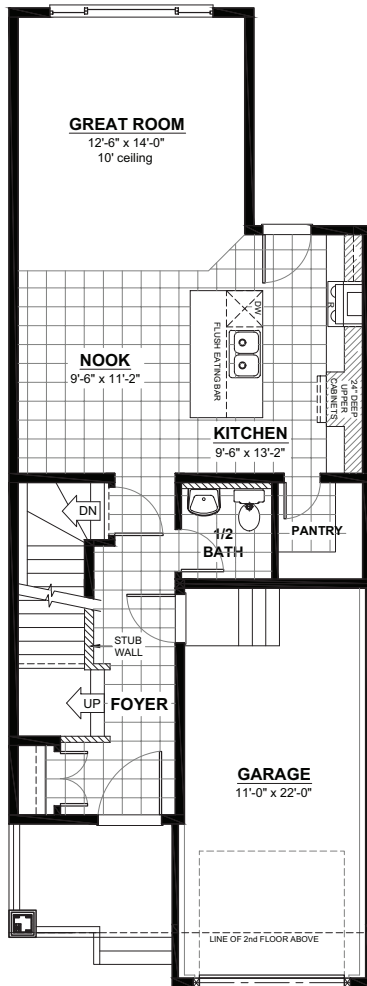 GREAT ROOM
12'-6" x 14'-0"
10' ceiling
DW
FLUSH EATING BAR
R
NOOK
9'-6" x 11'-2"
24" DEEP
UPPER
CABINETS
KITCHEN
9'-6" x 13'-2"
DN
1/2
BATH
PANTRY
STUB
WALL
UP
FOYER
GARAGE
11'-0" x 22'-0"
LINE OF 2nd FLOOR ABOVE